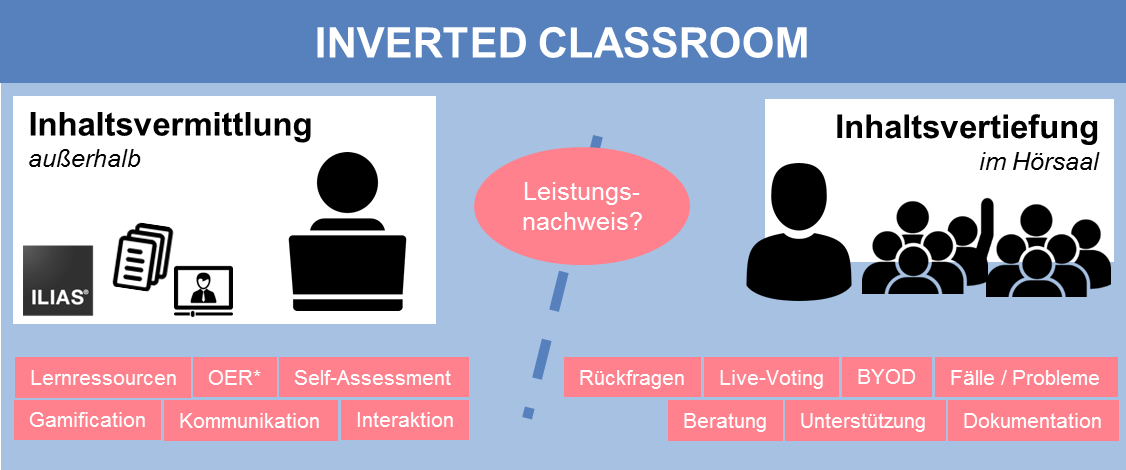 INVERTED CLASSROOM
Inhaltsvermittlung
außerhalb
ILIAS®
Leistungs-
nachweis?
Inhaltsvertiefung
im Hörsaal
Lernressourcen
OER*
Self-Assessment
Gamification
Kommunikation
Interaktion
Rückfragen
Live-Voting
BYOD
Fälle / Probleme
Beratung
Unterstützung
Dokumentation